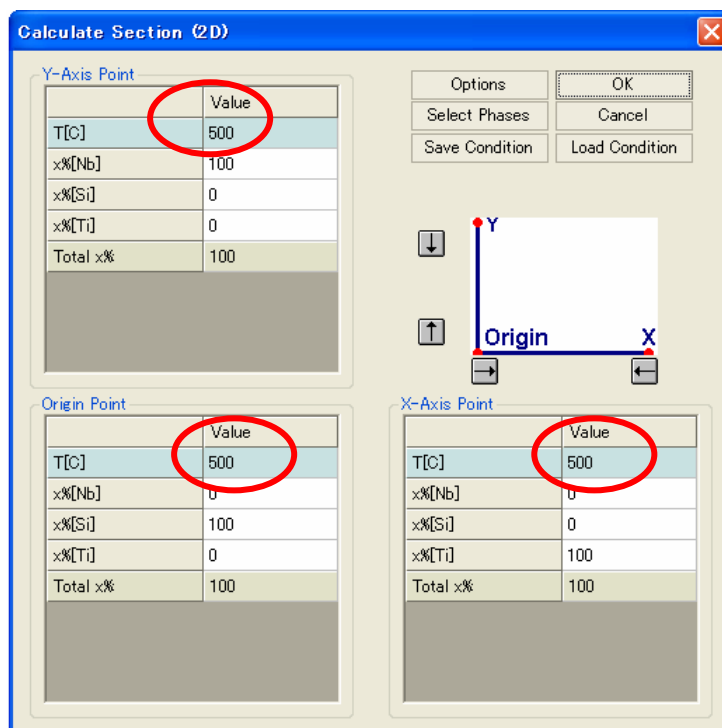 Calculate Section (2D)
Y-Axis Point
Value
T[C] 500
x%[Nb] 100
x%[Si] 0
x%[Ti] 0
Total x% 100
Options OK
Select Phases Cancel
Save Condition Load Condition
Y
Origin X
Origin Point
Value
T[C] 500
x%[Nb] 0
x%[Si] 100
x%[Ti] 0
Total x% 100
X-Axis Point
Value
T[C] 500
x%[Nb] 0
x%[Si] 0
x%[Ti] 100
Total x% 100